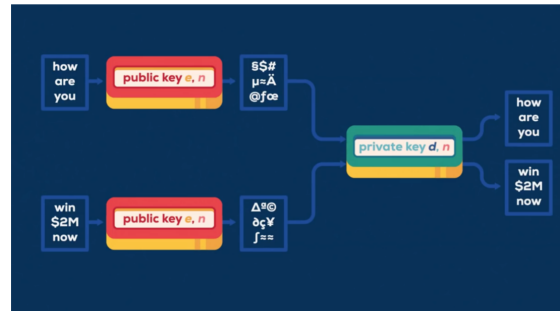 how
are
you
public key e, n
§$#
µ≈Ä
@ƒœ
private key d, n
how
are
you
win
$2M
now
win
$2M
now
public key e, n
∆ª©
∂ç¥
∫≈≈